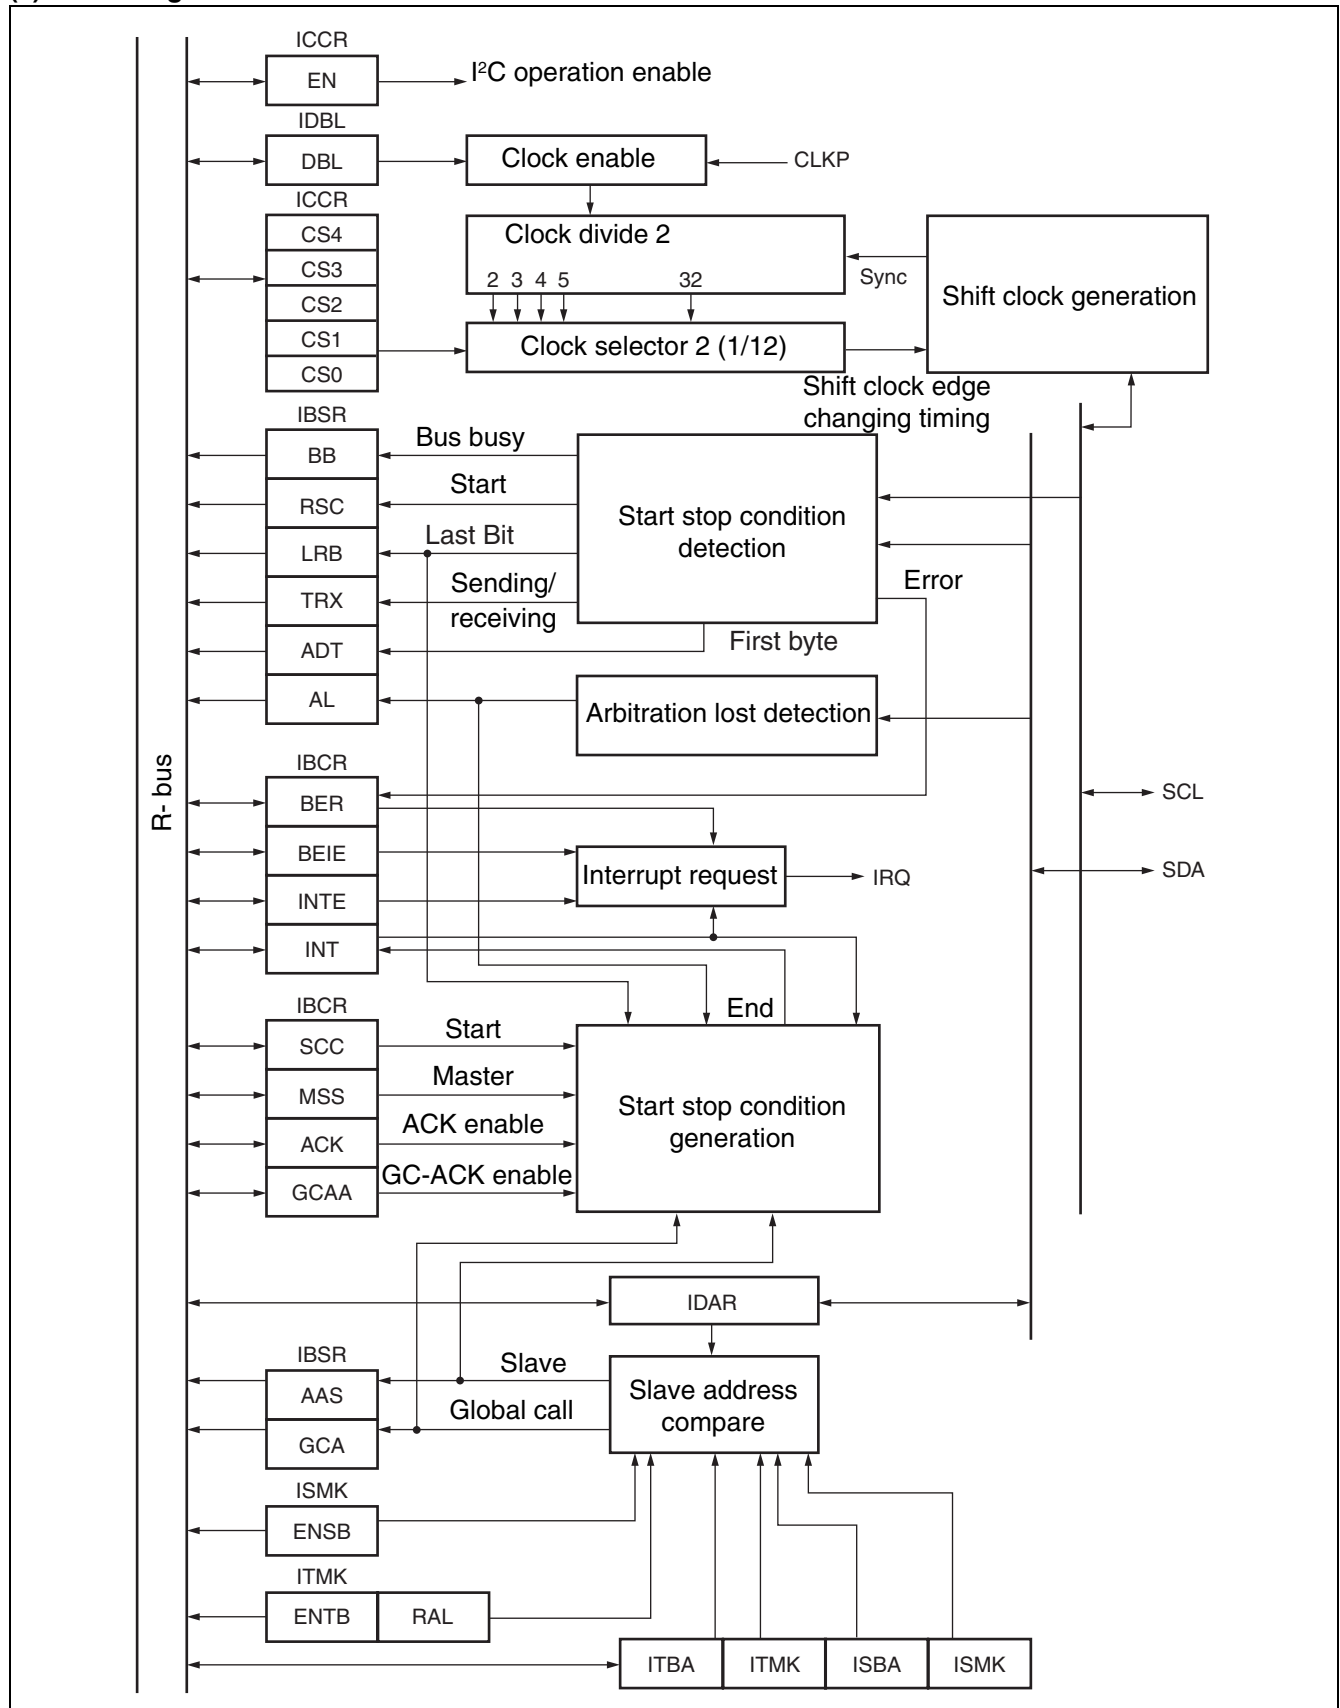 ICCR
EN
I²C operation enable
IDBL
DBL
Clock enable
CLKP
ICCR
CS4
CS3
CS2
CS1
CS0
Clock divide 2
2 3 4 5 32
Sync
Shift clock generation
Clock selector 2 (1/12)
Shift clock edge
changing timing
IBSR
BB
RSC
LRB
TRX
ADT
AL
Bus busy
Start
Last Bit
Sending/
receiving
Start stop condition
detection
Error
First byte
Arbitration lost detection
R- bus
IBCR
BER
BEIE
INTE
INT
Interrupt request
IRQ
SCL
SDA
End
IBCR
SCC
MSS
ACK
GCAA
Start
Master
ACK enable
GC-ACK enable
Start stop condition
generation
IDAR
IBSR
AAS
GCA
Slave
Global call
Slave address
compare
ISMK
ENSB
ITMK
ENTB RAL
ITBA ITMK ISBA ISMK